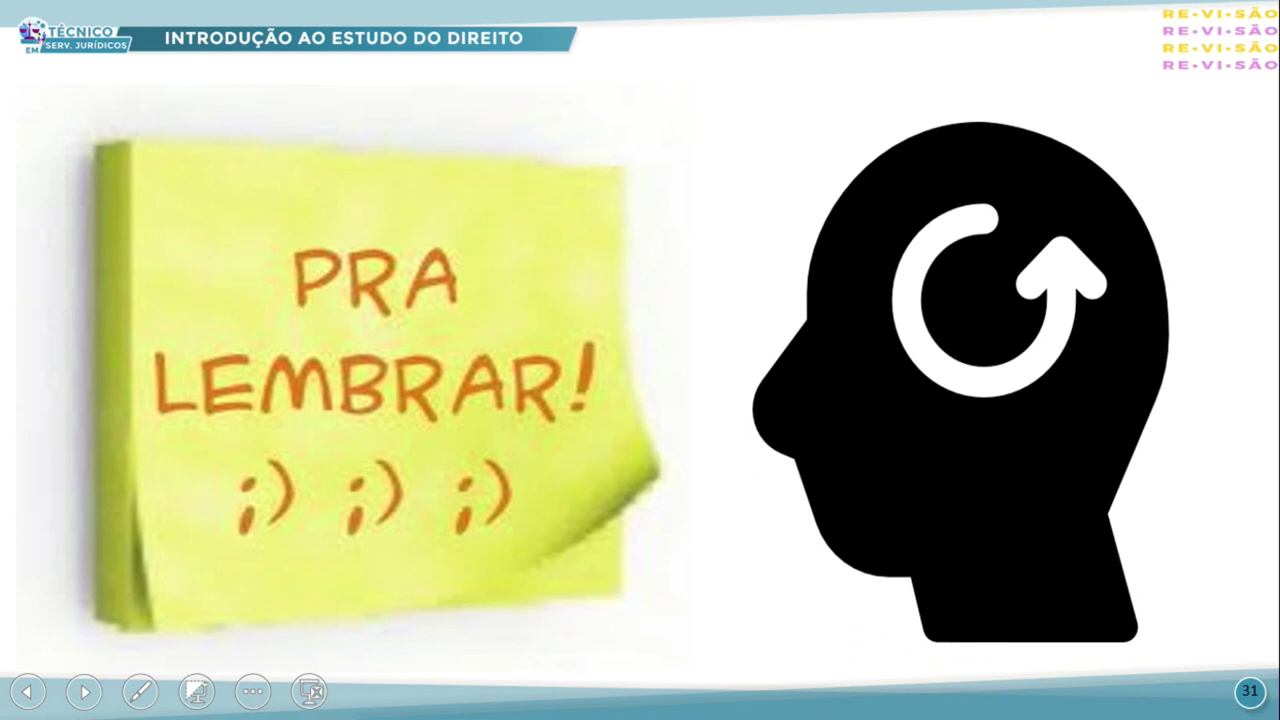 TÉCNICO
EM SERV. JURÍDICOS
INTRODUÇÃO AO ESTUDO DO DIREITO
RE-VI-SÃO
RE-VI-SÃO
RE-VI-SÃO
RE-VI-SÃO
PRA
LEMBRAR!
;) ;) ;)
31